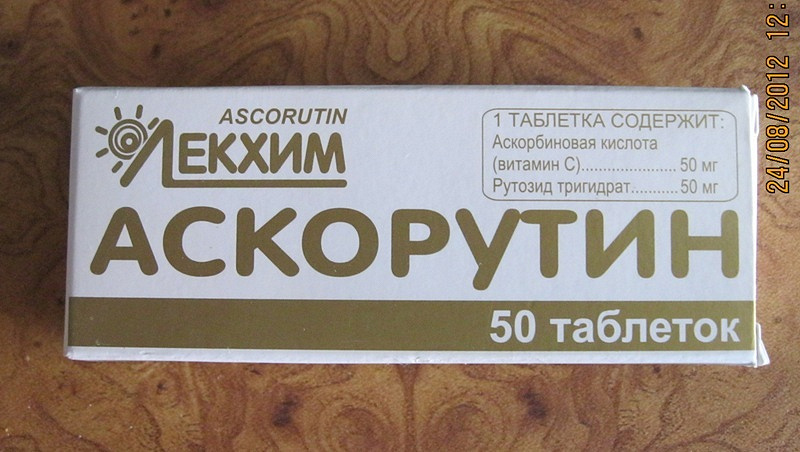 ASCORUTIN
ЛЕКХИМ
1 ТАБЛЕТКА СОДЕРЖИТ:
Аскорбиновая кислота
(витамин С)..................... 50 мг
Рутозид тригидрат........... 50 мг
АСКОРУТИН
50 таблеток
24/08/2012 12: